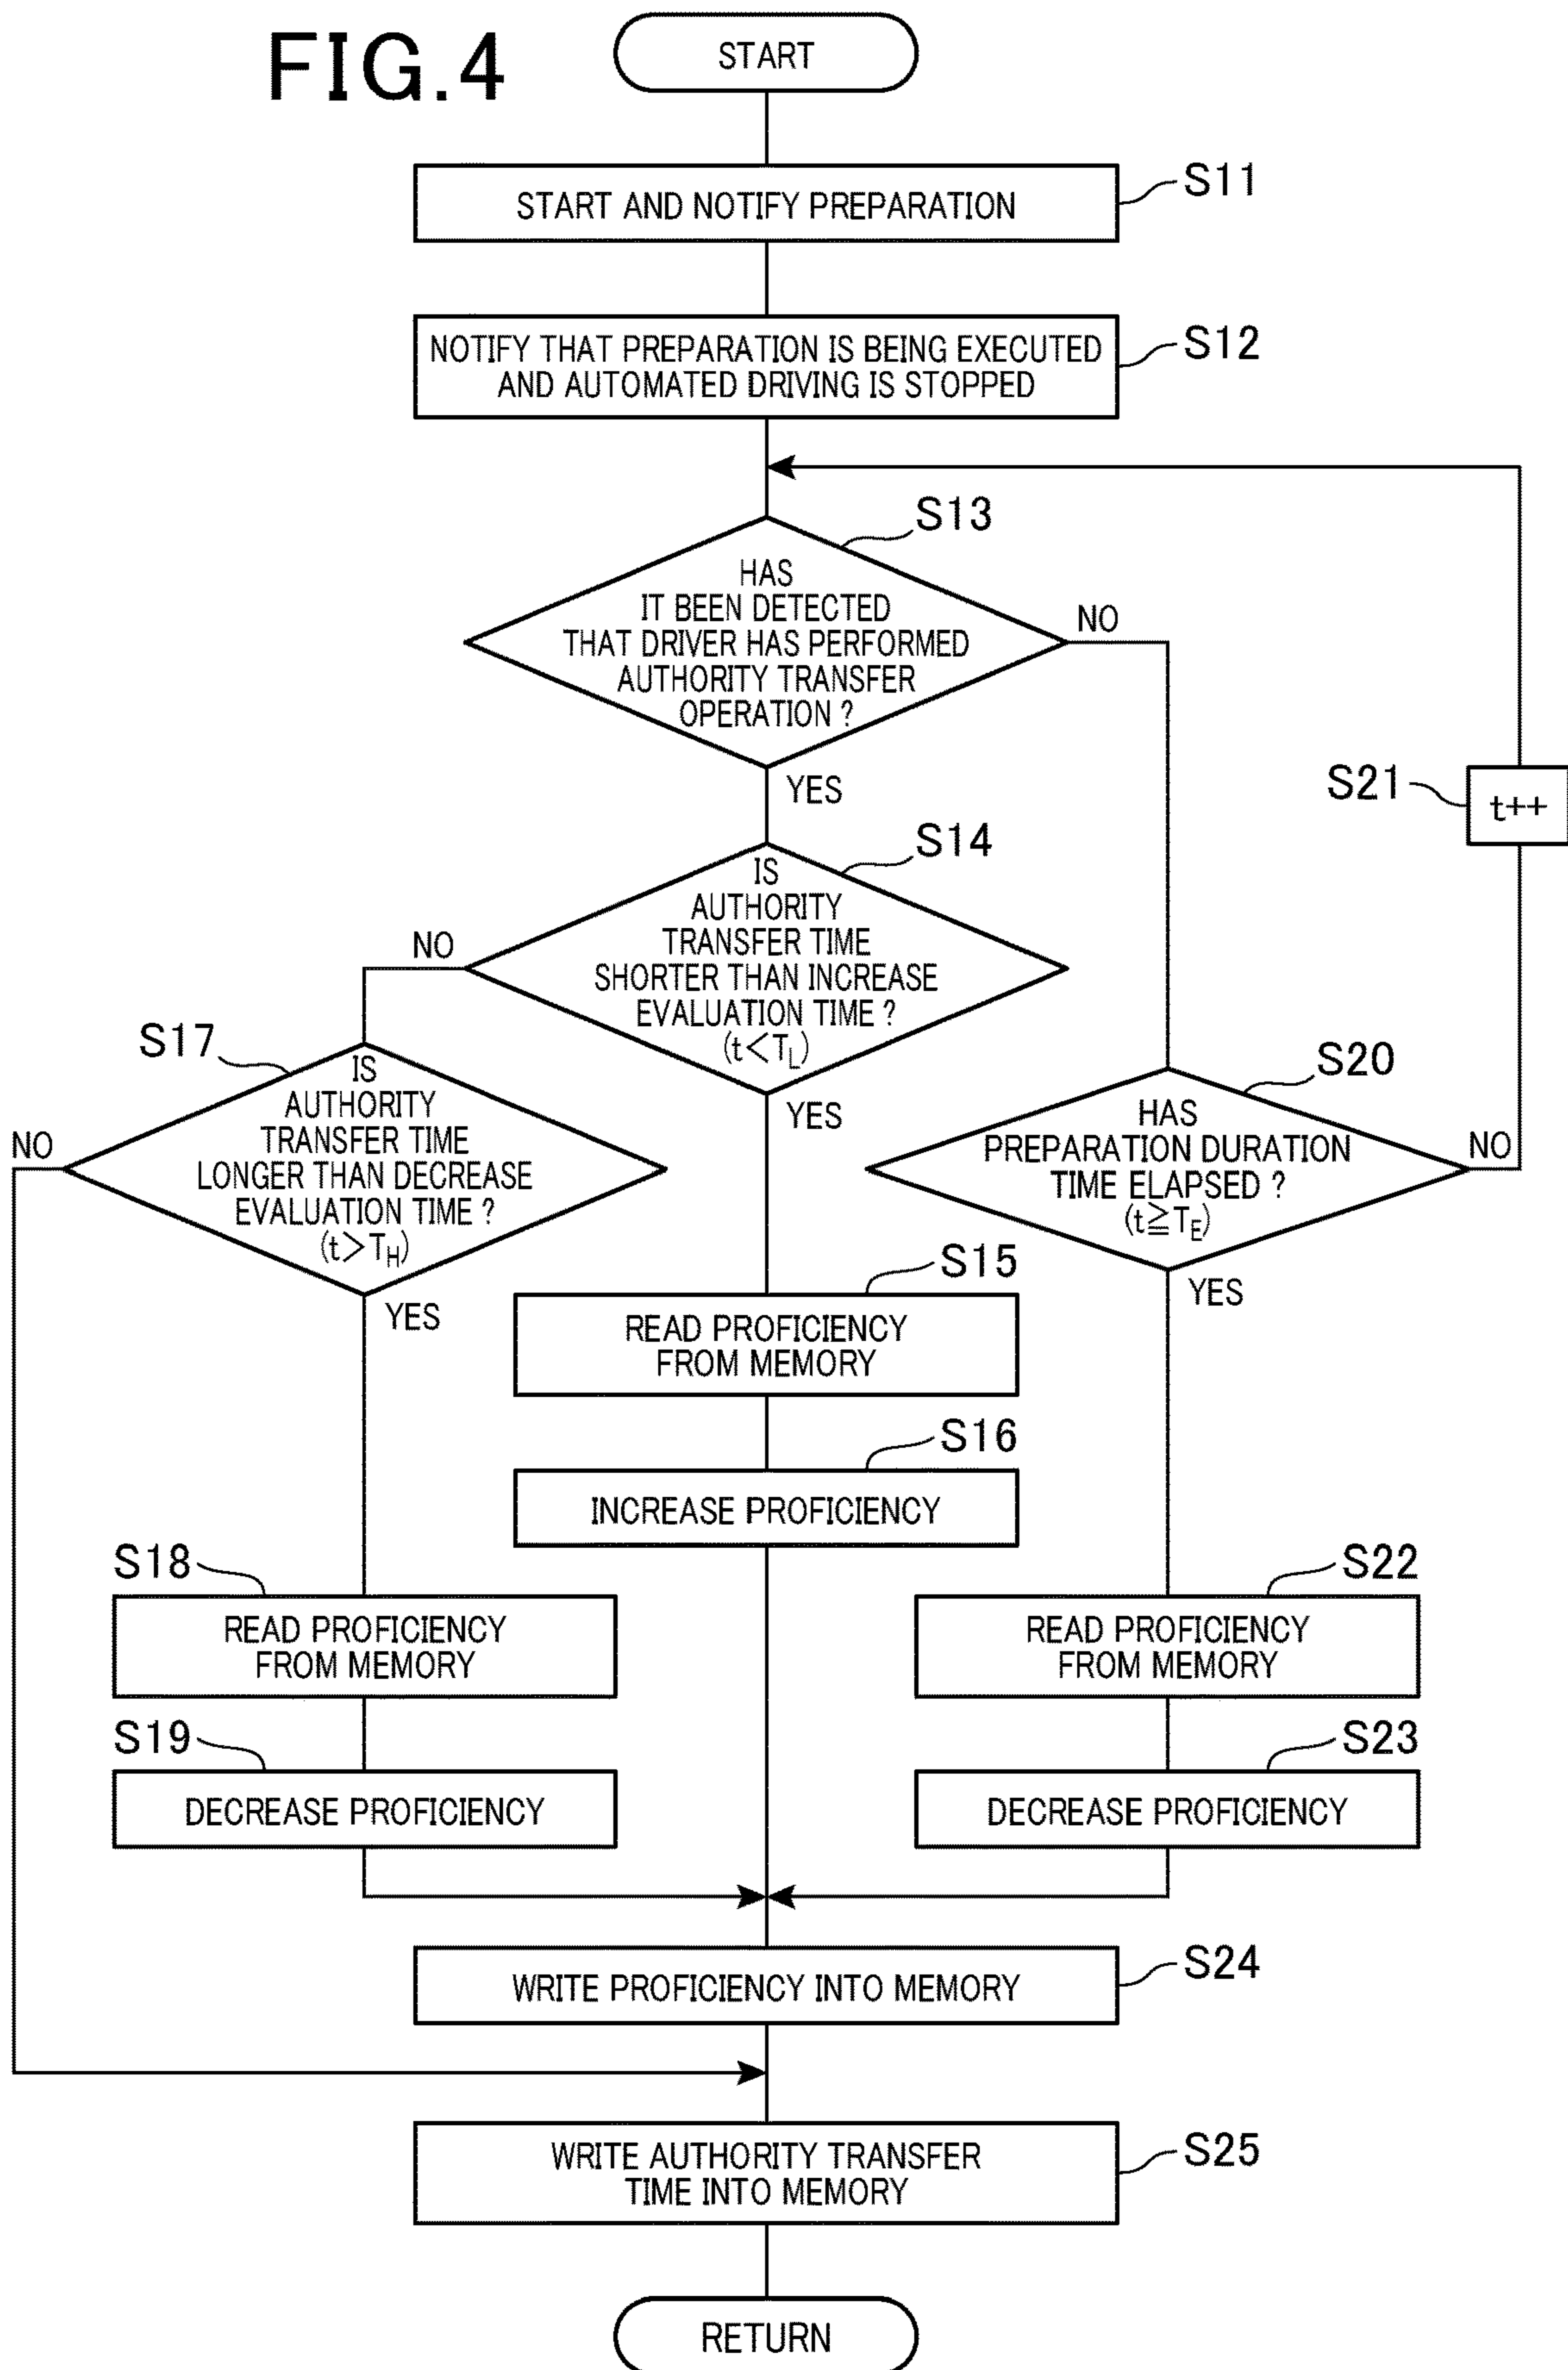 FIG.4
START
START AND NOTIFY PREPARATION
S11
NOTIFY THAT PREPARATION IS BEING EXECUTED
AND AUTOMATED DRIVING IS STOPPED
S12
S13
HAS
IT BEEN DETECTED
THAT DRIVER HAS PERFORMED
AUTHORITY TRANSFER
OPERATION ?
NO
YES
S21
t++
S14
IS
AUTHORITY
TRANSFER TIME
SHORTER THAN INCREASE
EVALUATION TIME ?
(t<TL)
NO
YES
S17
IS
AUTHORITY
TRANSFER TIME
LONGER THAN DECREASE
EVALUATION TIME ?
(t>TH)
NO
YES
S20
HAS
PREPARATION DURATION
TIME ELAPSED ?
(t≧TE)
NO
YES
S15
READ PROFICIENCY
FROM MEMORY
S16
INCREASE PROFICIENCY
S18
READ PROFICIENCY
FROM MEMORY
S22
READ PROFICIENCY
FROM MEMORY
S19
DECREASE PROFICIENCY
S23
DECREASE PROFICIENCY
WRITE PROFICIENCY INTO MEMORY
S24
WRITE AUTHORITY TRANSFER
TIME INTO MEMORY
S25
RETURN